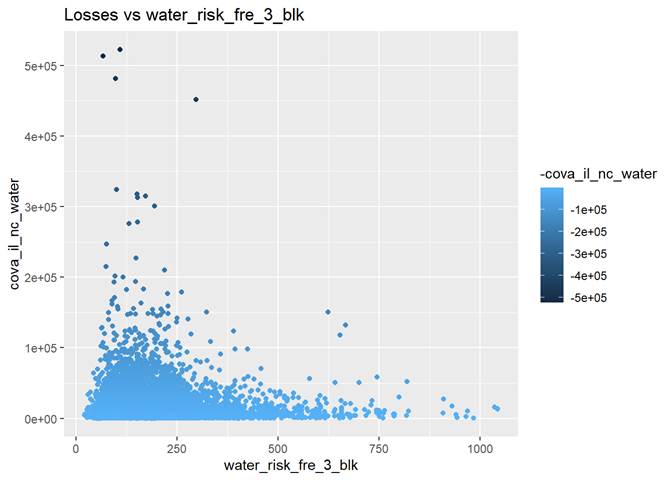 Losses vs water_risk_fre_3_blk
cova_il_nc_water
5e+05
4e+05
3e+05
2e+05
1e+05
0e+00
0
250
500
750
1000
water_risk_fre_3_blk
-cova_il_nc_water
-1e+05
-2e+05
-3e+05
-4e+05
-5e+05